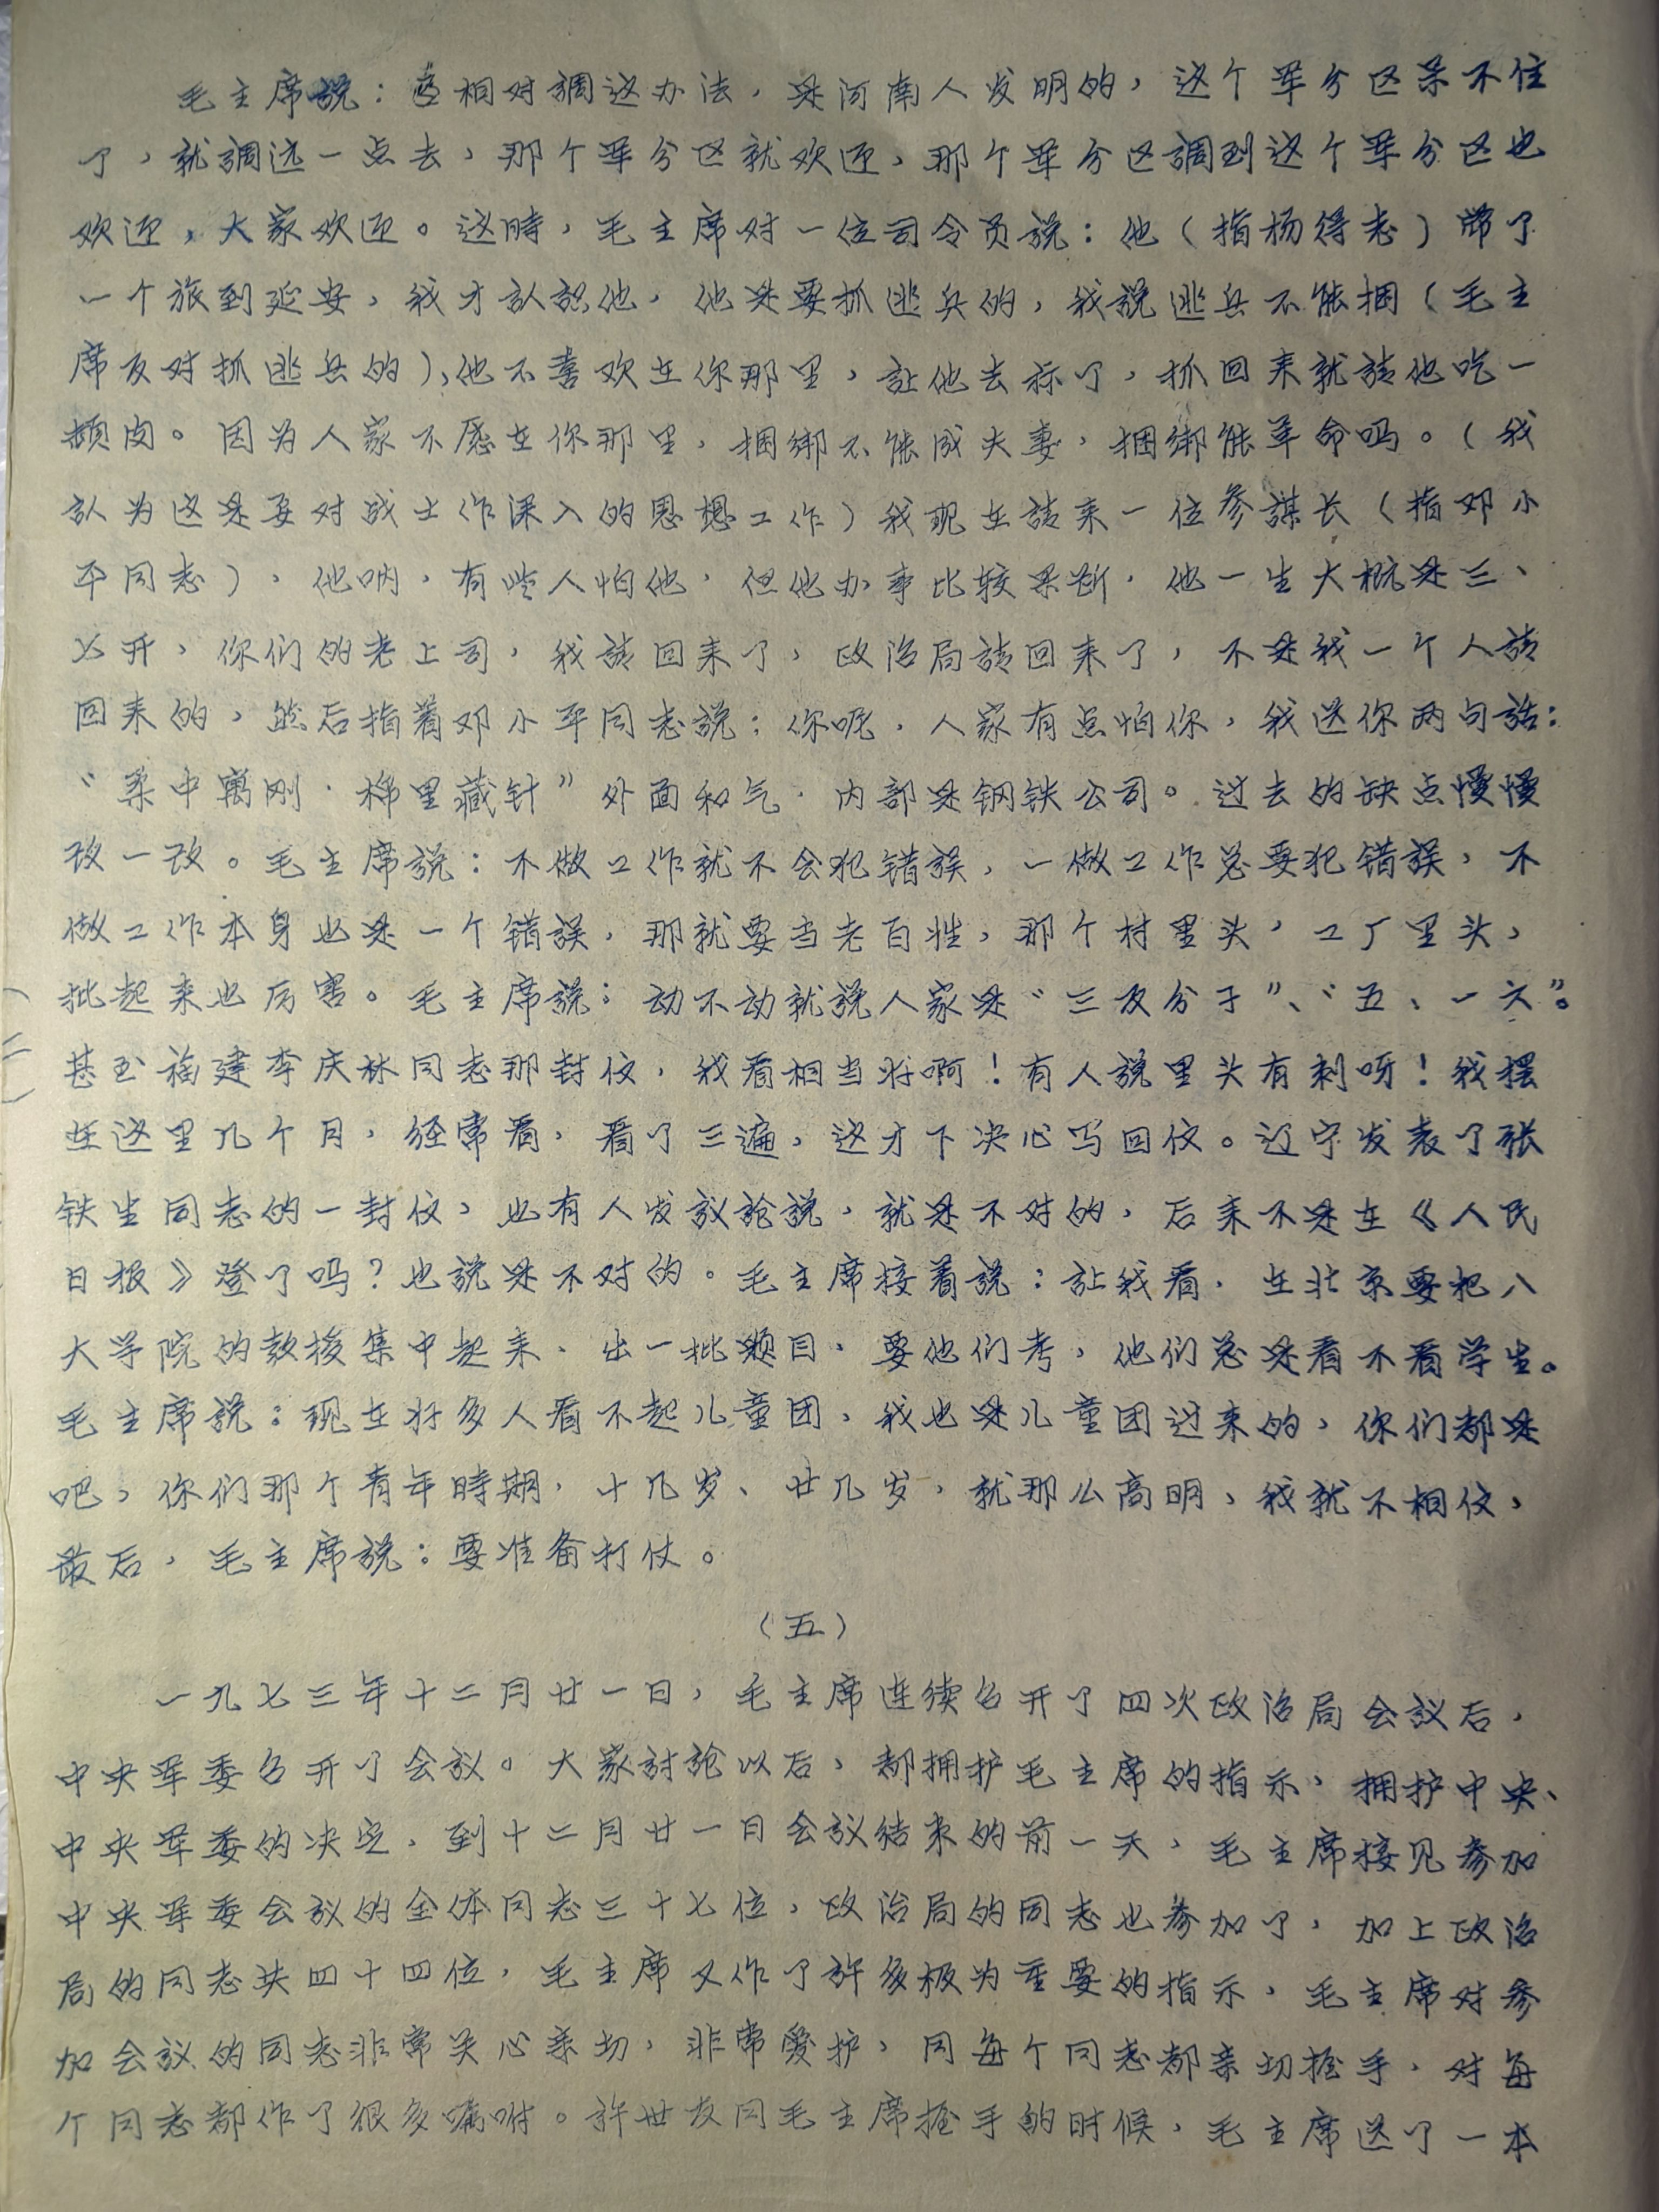 毛主席說：互相对調这办法，是河南人发明的，这个军分区呆不住
了，就調远一点去，那个军分区就欢迎，那个军分区調到这个军分区也
欢迎，大家欢迎。这時，毛主席对一位司令员說：他（指杨得志）带了
一个旅到延安，我才认識他，他是要抓逃兵的，我說逃兵不能捆（毛主
席反对抓逃兵的），他不喜欢在你那里，让他去称了，抓回来就請他吃一
頓肉。因为人家不愿在你那里，捆绑不能成夫妻，捆绑能革命吗。（我
认为这是要对战士作深入的思想工作）我现在請来一位参謀长（指邓小
平同志），他呐，有些人怕他，但他办事比较果断，他一生大概是三、
七开，你们的老上司，我請回来了，政治局請回来了，不是我一个人請
回来的，然后指着邓小平同志說：你呢，人家有点怕你，我送你两句話：
“柔中寓刚，棉里藏针”外面和气，内部是钢铁公司。过去的缺点慢慢
改一改。毛主席說：不做工作就不会犯错誤，一做工作总要犯错誤，不
做工作本身也是一个错誤，那就要当老百姓，那个村里头，工厂里头，
批起来也厉害。毛主席說：动不动就說人家是“三反分子”、“五、一六”。
甚至福建李庆林同志那封信，我看相当好啊！有人說里头有刺呀！我摆
在这里几个月，经常看，看了三遍，这才下决心写回信。辽宁发表了张
铁生同志的一封信，也有人发议論說，就是不对的，后来不是在《人民
日报》登了吗？也說是不对的。毛主席接着說：让我看，在北京要把八
大学院的教授集中起来，出一批题目，要他们考，他们总是看不看学生。
毛主席說：现在好多人看不起儿童团，我也是儿童团过来的，你们都是
吧，你们那个青年時期，十几岁、廿几岁，就那么高明，我就不相信，
最后，毛主席說：要准备打仗。
（五）
一九七三年十二月廿一日，毛主席连续召开了四次政治局会议后，
中央军委召开了会议。大家討論以后，都拥护毛主席的指示，拥护中央、
中央军委的决定，到十二月廿一日会议结束的前一天，毛主席接见参加
中央军委会议的全体同志三十七位，政治局的同志也参加了，加上政治
局的同志共四十四位，毛主席又作了許多极为重要的指示，毛主席对参
加会议的同志非常关心亲切，非常愛护，同每个同志都亲切握手，对每
个同志都作了很多嘱咐。許世友同毛主席握手的时候，毛主席送了一本